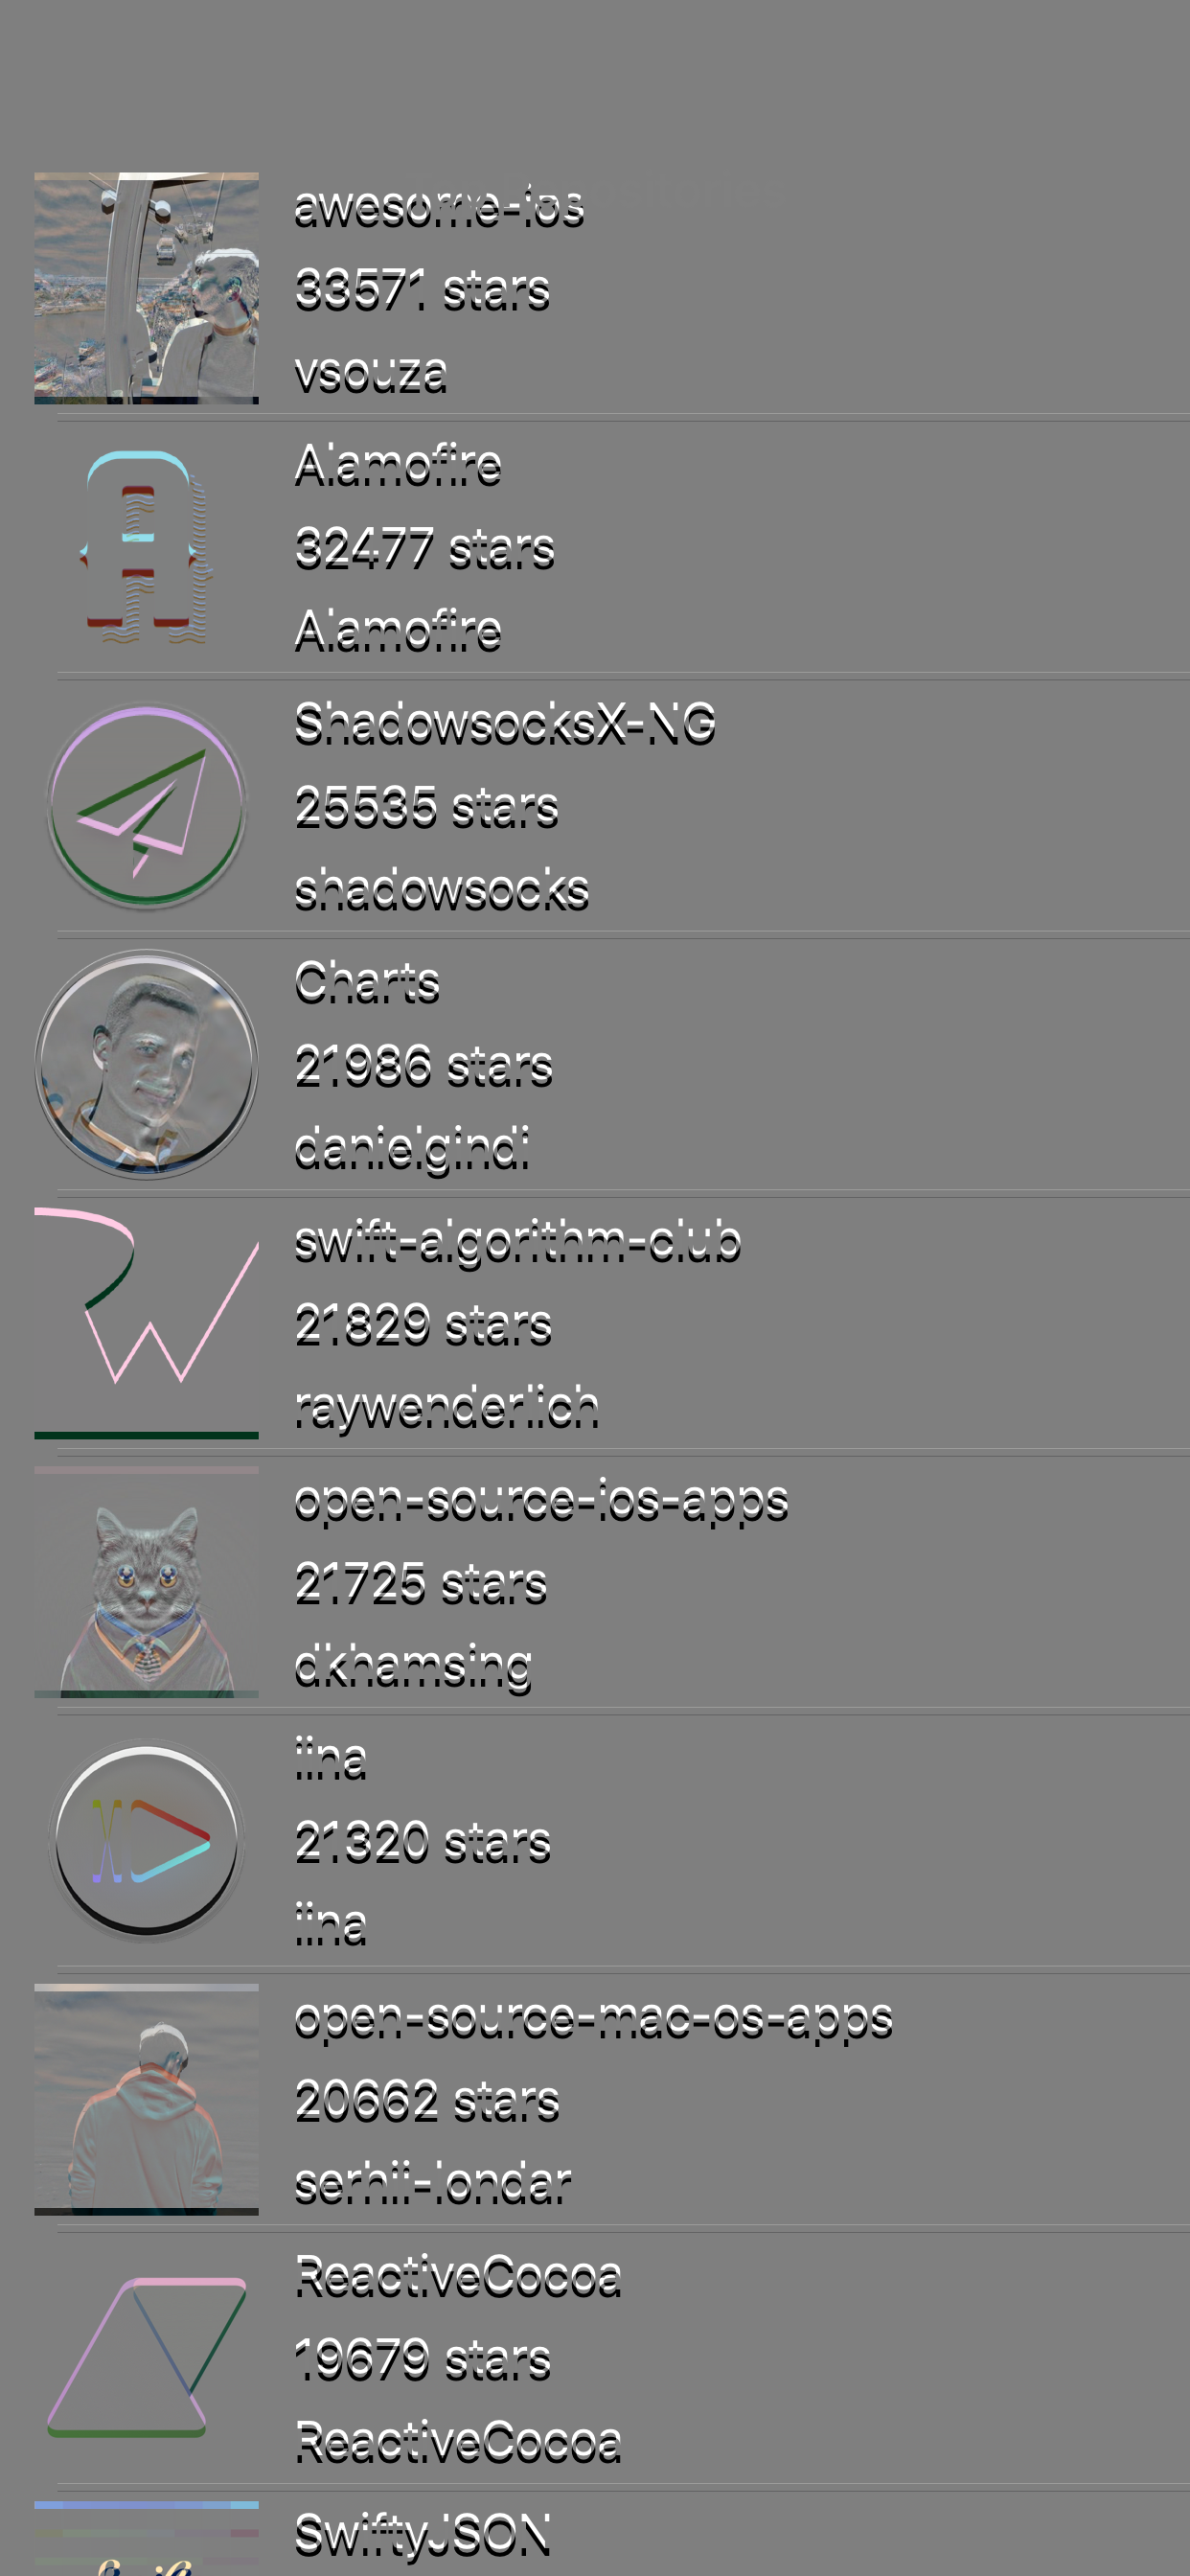 awesome-ios
33571 stars
vsouza
Alamofire
32477 stars
Alamofire
ShadowsocksX-NG
25535 stars
shadowsocks
Charts
21986 stars
danielgindi
swift-algorithm-club
21829 stars
raywenderlich
open-source-ios-apps
21725 stars
dkhamsing
iina
21320 stars
iina
open-source-mac-os-apps
20662 stars
serhii-londar
ReactiveCocoa
19679 stars
ReactiveCocoa
SwiftyJSON